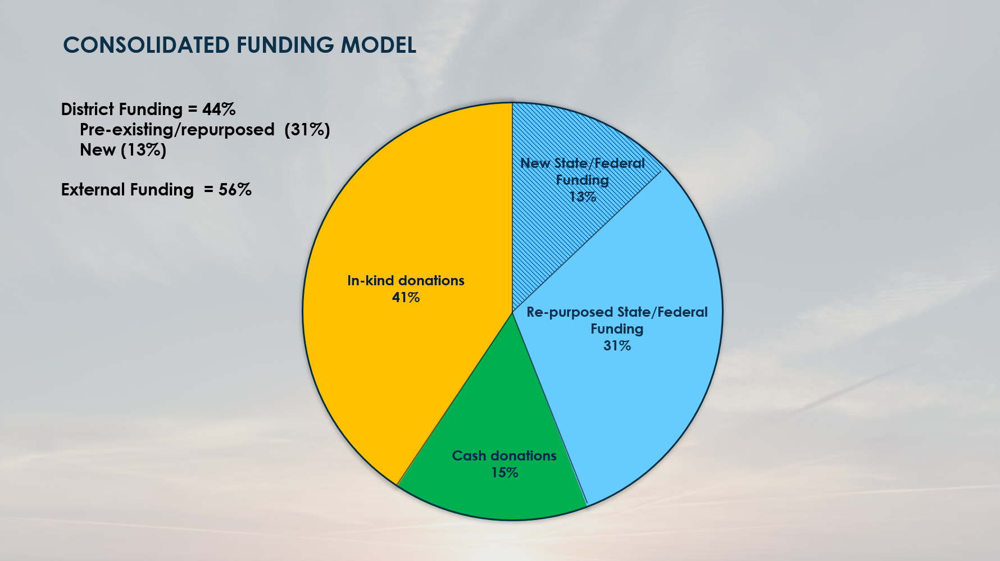 CONSOLIDATED FUNDING MODEL
District Funding = 44%
Pre-existing/repurposed  (31%)
New (13%)
External Funding  = 56%
New State/Federal
Funding
13%
In-kind donations
41%
Re-purposed State/Federal
Funding
31%
Cash donations
15%